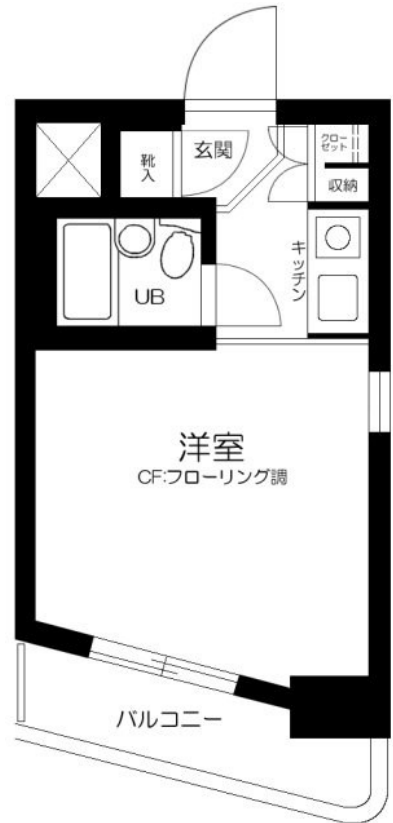 クロー
ゼット
玄関
靴入
収納
キッチン
UB
洋室
CF:フローリング調
バルコニー